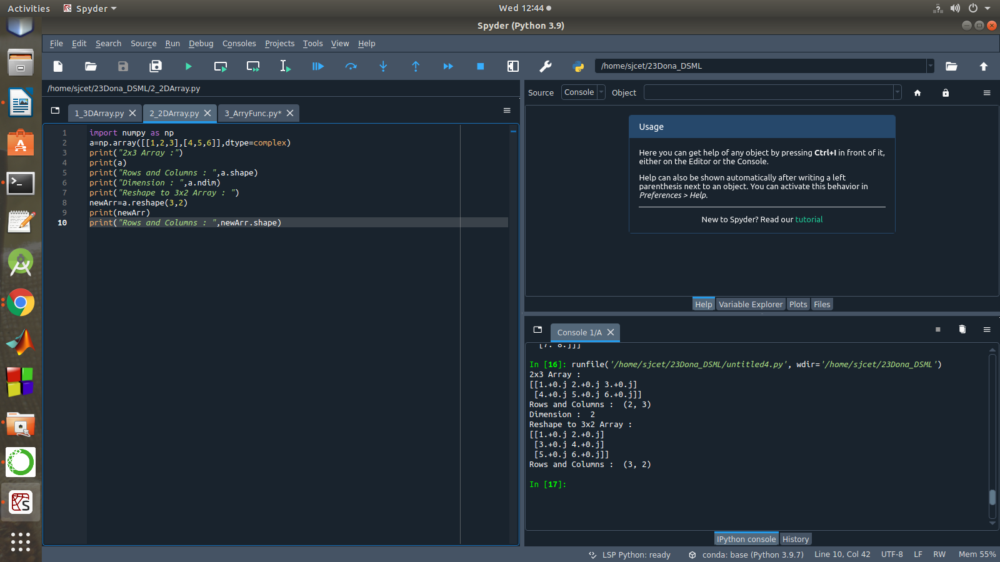 Activities Spyder Wed 12:44
Spyder (Python 3.9)
File Edit Search Source Run Debug Consoles Projects Tools View Help
/home/sjcet/23Dona_DSML
/home/sjcet/23Dona_DSML/2_2DArray.py
1_3DArray.py 2_2DArray.py 3_ArryFunc.py*
1 import numpy as np
2 a=np.array([[1,2,3],[4,5,6]],dtype=complex)
3 print("2x3 Array :")
4 print(a)
5 print("Rows and Columns : ",a.shape)
6 print("Dimension : ",a.ndim)
7 print("Reshape to 3x2 Array : ")
8 newArr=a.reshape(3,2)
9 print(newArr)
10 print("Rows and Columns : ",newArr.shape)
Source Console Object
Usage
Here you can get help of any object by pressing Ctrl+I in front of it,
either on the Editor or the Console.
Help can also be shown automatically after writing a left
parenthesis next to an object. You can activate this behavior in
Preferences > Help.
New to Spyder? Read our tutorial
Help Variable Explorer Plots Files
Console 1/A
[7. 8.]]]
In [16]: runfile('/home/sjcet/23Dona_DSML/untitled4.py', wdir='/home/sjcet/23Dona_DSML')
2x3 Array :
[[1.+0.j 2.+0.j 3.+0.j]
 [4.+0.j 5.+0.j 6.+0.j]]
Rows and Columns :  (2, 3)
Dimension :  2
Reshape to 3x2 Array :
[[1.+0.j 2.+0.j]
 [3.+0.j 4.+0.j]
 [5.+0.j 6.+0.j]]
Rows and Columns :  (3, 2)
In [17]:
IPython console History
LSP Python: ready conda: base (Python 3.9.7) Line 10, Col 42 UTF-8 LF RW Mem 55%